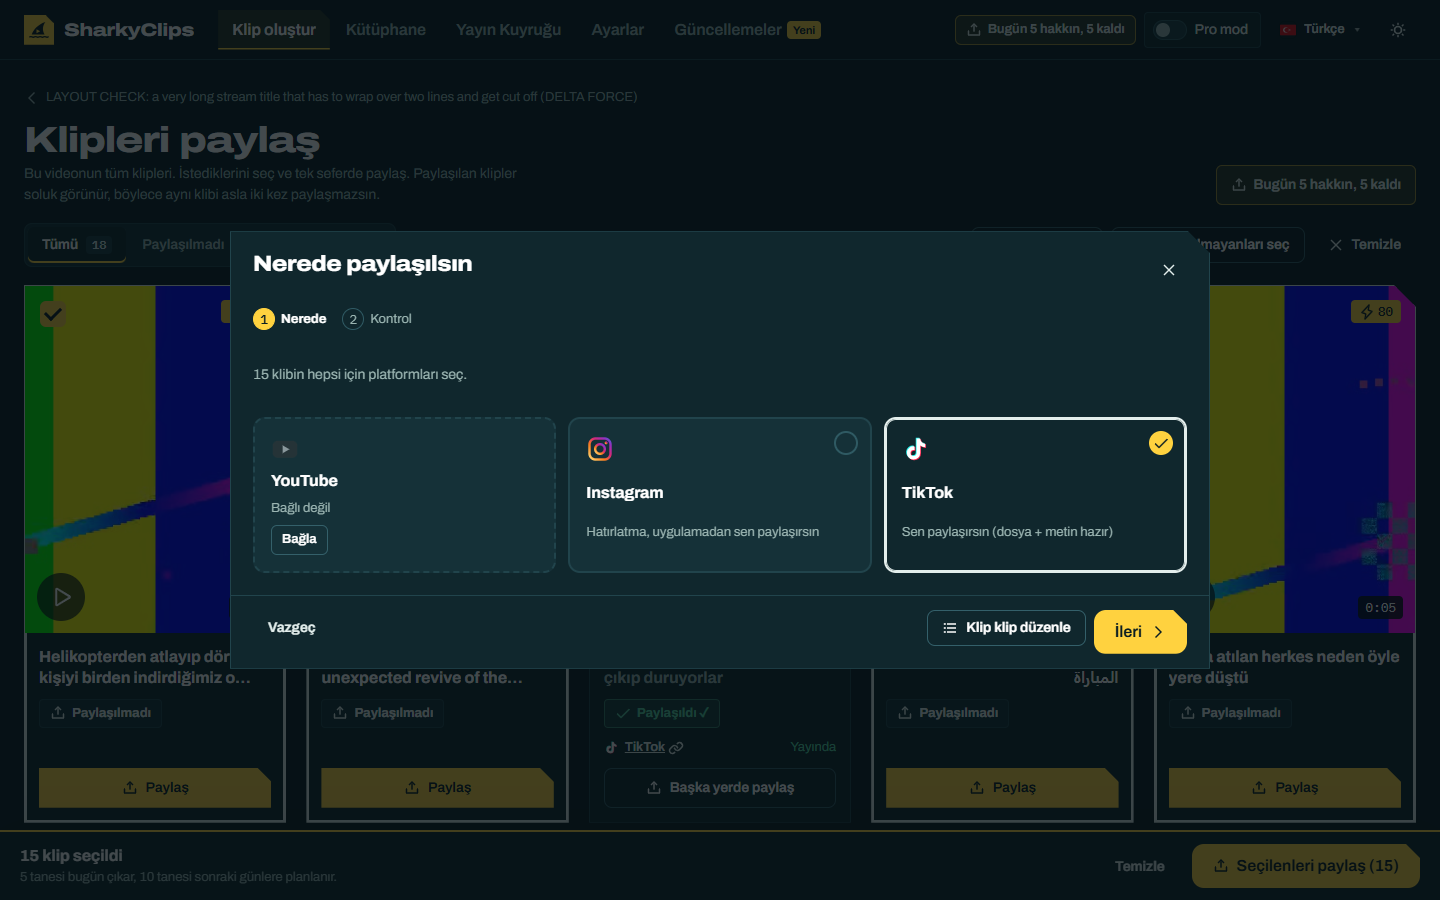 SharkyClips
Klip oluştur
Kütüphane
Yayın Kuyruğu
Ayarlar
Güncellemeler
Yeni
Bugün 5 hakkın, 5 kaldı
Pro mod
Türkçe
LAYOUT CHECK: a very long stream title that has to wrap over two lines and get cut off (DELTA FORCE)
Klipleri paylaş
Bu videonun tüm klipleri. İstediklerini seç ve tek seferde paylaş. Paylaşılan klipler
soluk görünür, böylece aynı klibi asla iki kez paylaşmazsın.
Bugün 5 hakkın, 5 kaldı
Tümü 18
Paylaşılmadı
lmayanları seç
Temizle
Nerede paylaşılsın
1 Nerede
2 Kontrol
15 klibin hepsi için platformları seç.
YouTube
Bağlı değil
Bağla
Instagram
Hatırlatma, uygulamadan sen paylaşırsın
TikTok
Sen paylaşırsın (dosya + metin hazır)
Vazgeç
Klip klip düzenle
İleri
80
0:05
Helikopterden atlayıp dör
kişiyi birden indirdiğimiz o...
Paylaşılmadı
Paylaş
unexpected revive of the...
Paylaşılmadı
Paylaş
çıkıp duruyorlar
Paylaşıldı ✓
TikTok
Yayında
Başka yerde paylaş
المباراة
Paylaşılmadı
Paylaş
a atılan herkes neden öyle
yere düştü
Paylaşılmadı
Paylaş
15 klip seçildi
5 tanesi bugün çıkar, 10 tanesi sonraki günlere planlanır.
Temizle
Seçilenleri paylaş (15)